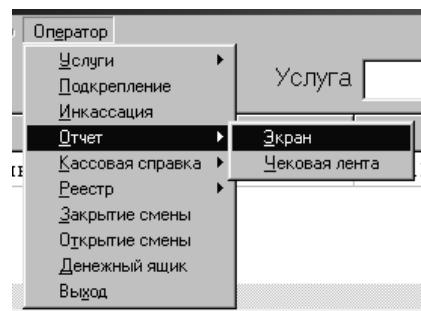 Оператор
Услуги
Услуга
Подкрепление
Инкассация
Отчет
Экран
Кассовая справка
Чековая лента
Реестр
Закрытие смены
Открытие смены
Денежный ящик
Выход